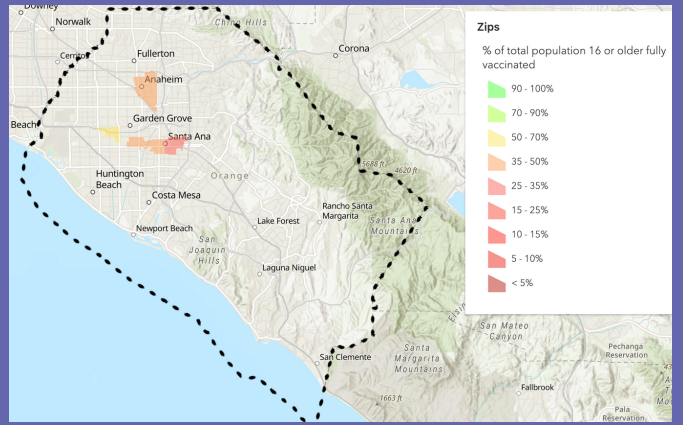 Downey
Norwalk
Chino Hills
Cerritos
Fullerton
Corona
Anaheim
Garden Grove
Beach
Santa Ana
5688 ft
4620 ft
Orange
Huntington
Beach
Costa Mesa
Rancho Santa
Margarita
Santa Ana
Mountains
Lake Forest
Newport Beach
San
Joaquin
Hills
Laguna Niguel
Elsin
San Mateo
Canyon
San Clemente
Santa
Margarita
Mountains
Pechanga
Reservation
Fallbrook
1663 ft
Pala
Reservation
Zips
% of total population 16 or older fully
vaccinated
90 - 100%
70 - 90%
50 - 70%
35 - 50%
25 - 35%
15 - 25%
10 - 15%
5 - 10%
< 5%